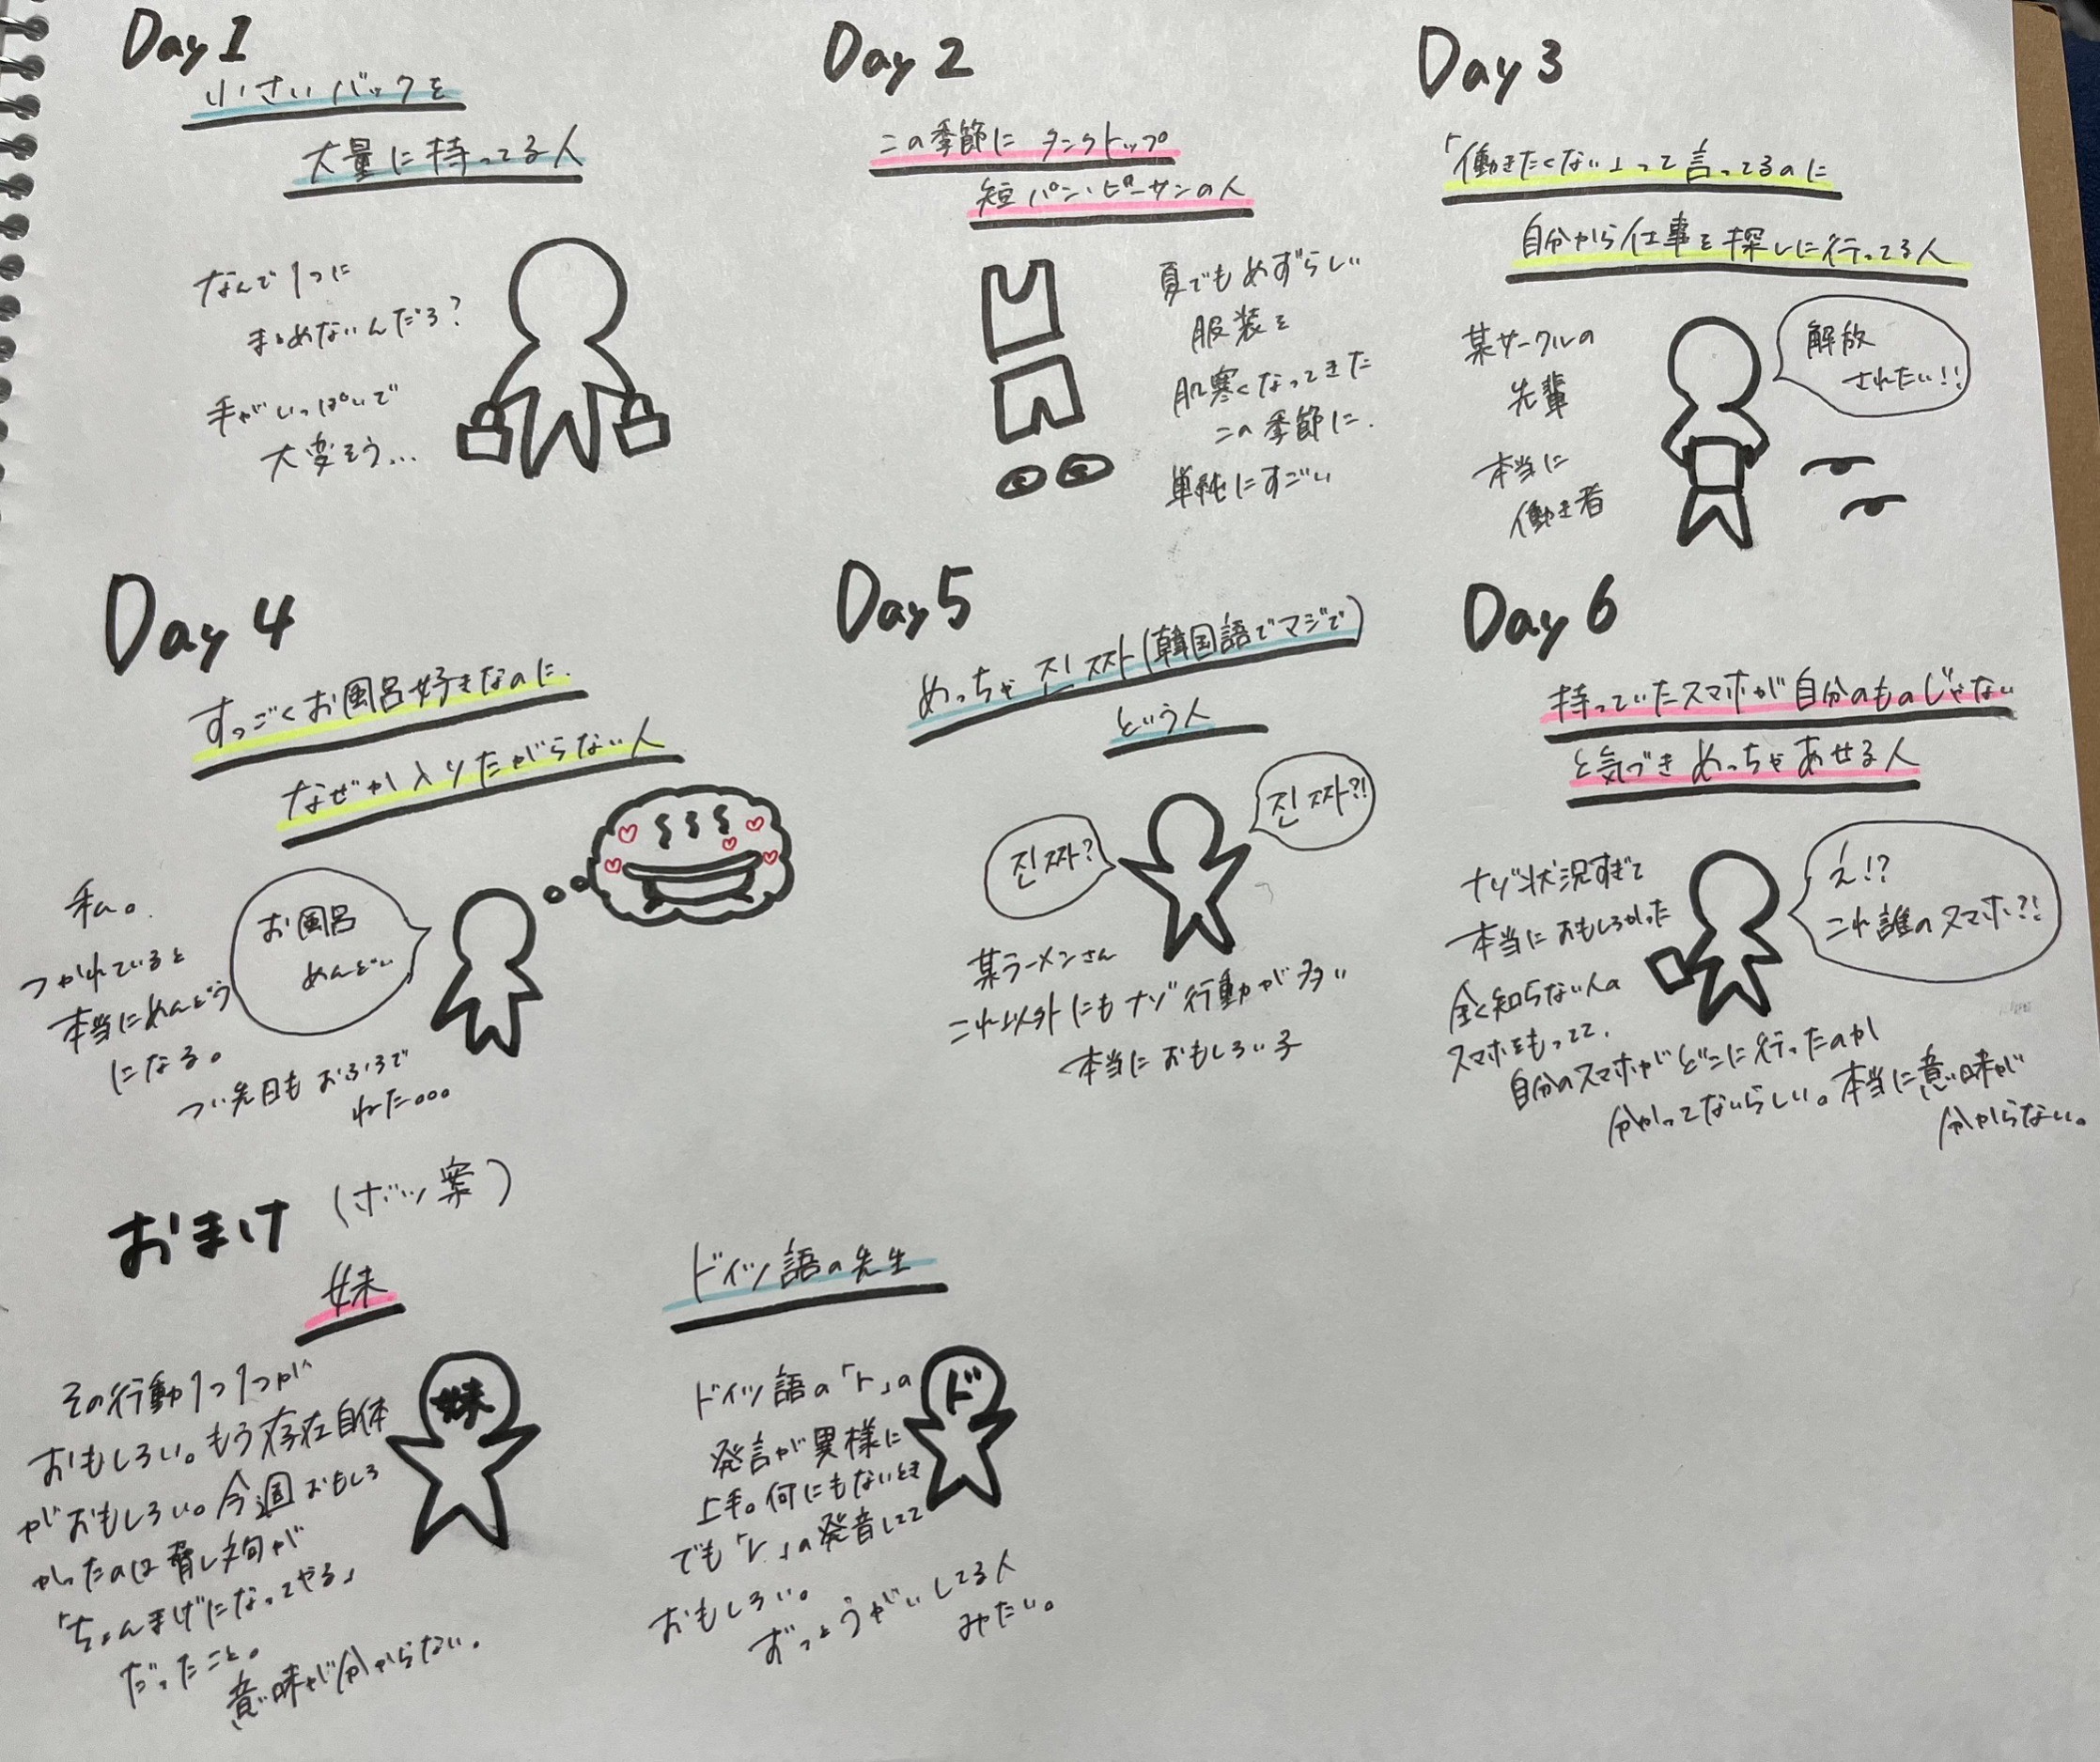 Day 1
小さいバックを
大量に持ってる人
なんで1つに
まとめないんだろ?
手がいっぱいで
大変そう...
Day 2
この季節に タンクトップ
短パン・ビーサンの人
夏でもめずらしい
服装を
肌寒くなってきた
この季節に.
単純にすごい
Day 3
「働きたくない」って言ってるのに
自分から仕事を探しに行ってる人
某サークルの
先輩
本当に
働き者
解放
されたい!!
Day 4
すっごくお風呂好きなのに.
なぜか入りたがらない人
私。
つかれていると
本当にめんどう
になる。
つい先日も おふろで
ねた。。。
お風呂
めんどい
Day 5
めっちゃ 진짜 (韓国語でマジで)
という人
진짜?
진짜?!
某ラーメンさん
これ以外にもナゾ行動が多い
本当におもしろい子
Day 6
持っていたスマホが自分のものじゃない
と気づき めっちゃあせる人
ナゾ状況すぎて
本当におもしろかった
全く知らない人の
スマホをもってて.
自分のスマホがどこに行ったのか
分かってないらしい。本当に意味が
分からない。
え!?
これ誰のスマホ?!
おまけ (ボツ案)
妹
その行動1つ1つが
おもしろい。もう存在自体
がおもしろい。今週おもしろ
かったのは脅し文句が
「ちょんまげになってやる」
だったこと。
意味が分からない。
妹
ドイツ語の先生
ドイツ語の「r」の
発言が異様に
上手。何にもないとき
でも「r」の発音してて
おもしろい。
ずっとうがいしてる人
みたい。
ド